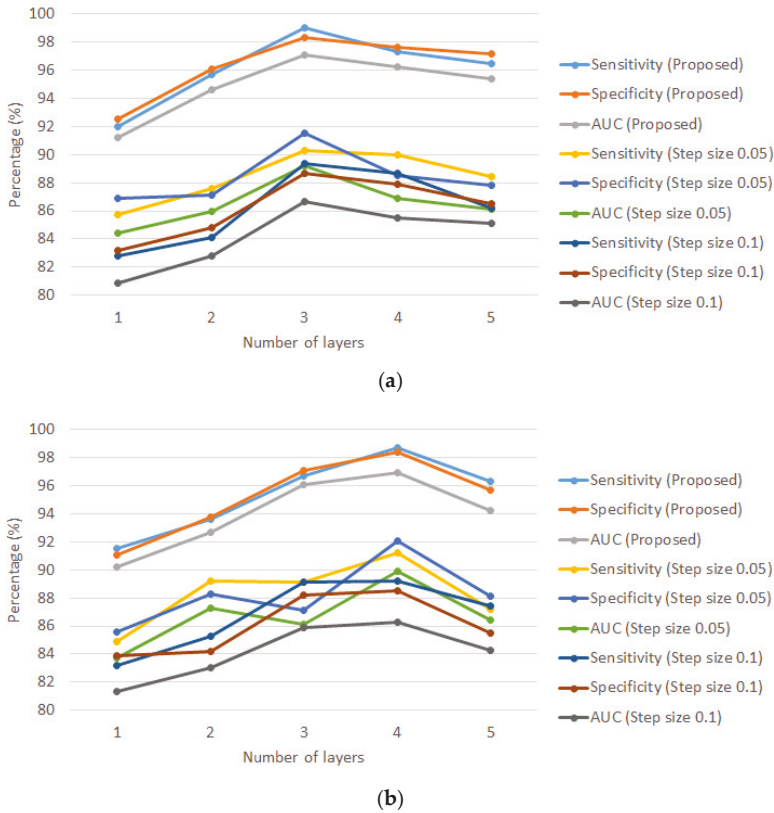 100
98
96
94
92
90
88
86
84
82
80
Percentage (%)
1 2 3 4 5
Number of layers
Sensitivity (Proposed)
Specificity (Proposed)
AUC (Proposed)
Sensitivity (Step size 0.05)
Specificity (Step size 0.05)
AUC (Step size 0.05)
Sensitivity (Step size 0.1)
Specificity (Step size 0.1)
AUC (Step size 0.1)
(a)
100
98
96
94
92
90
88
86
84
82
80
Percentage (%)
1 2 3 4 5
Number of layers
Sensitivity (Proposed)
Specificity (Proposed)
AUC (Proposed)
Sensitivity (Step size 0.05)
Specificity (Step size 0.05)
AUC (Step size 0.05)
Sensitivity (Step size 0.1)
Specificity (Step size 0.1)
AUC (Step size 0.1)
(b)